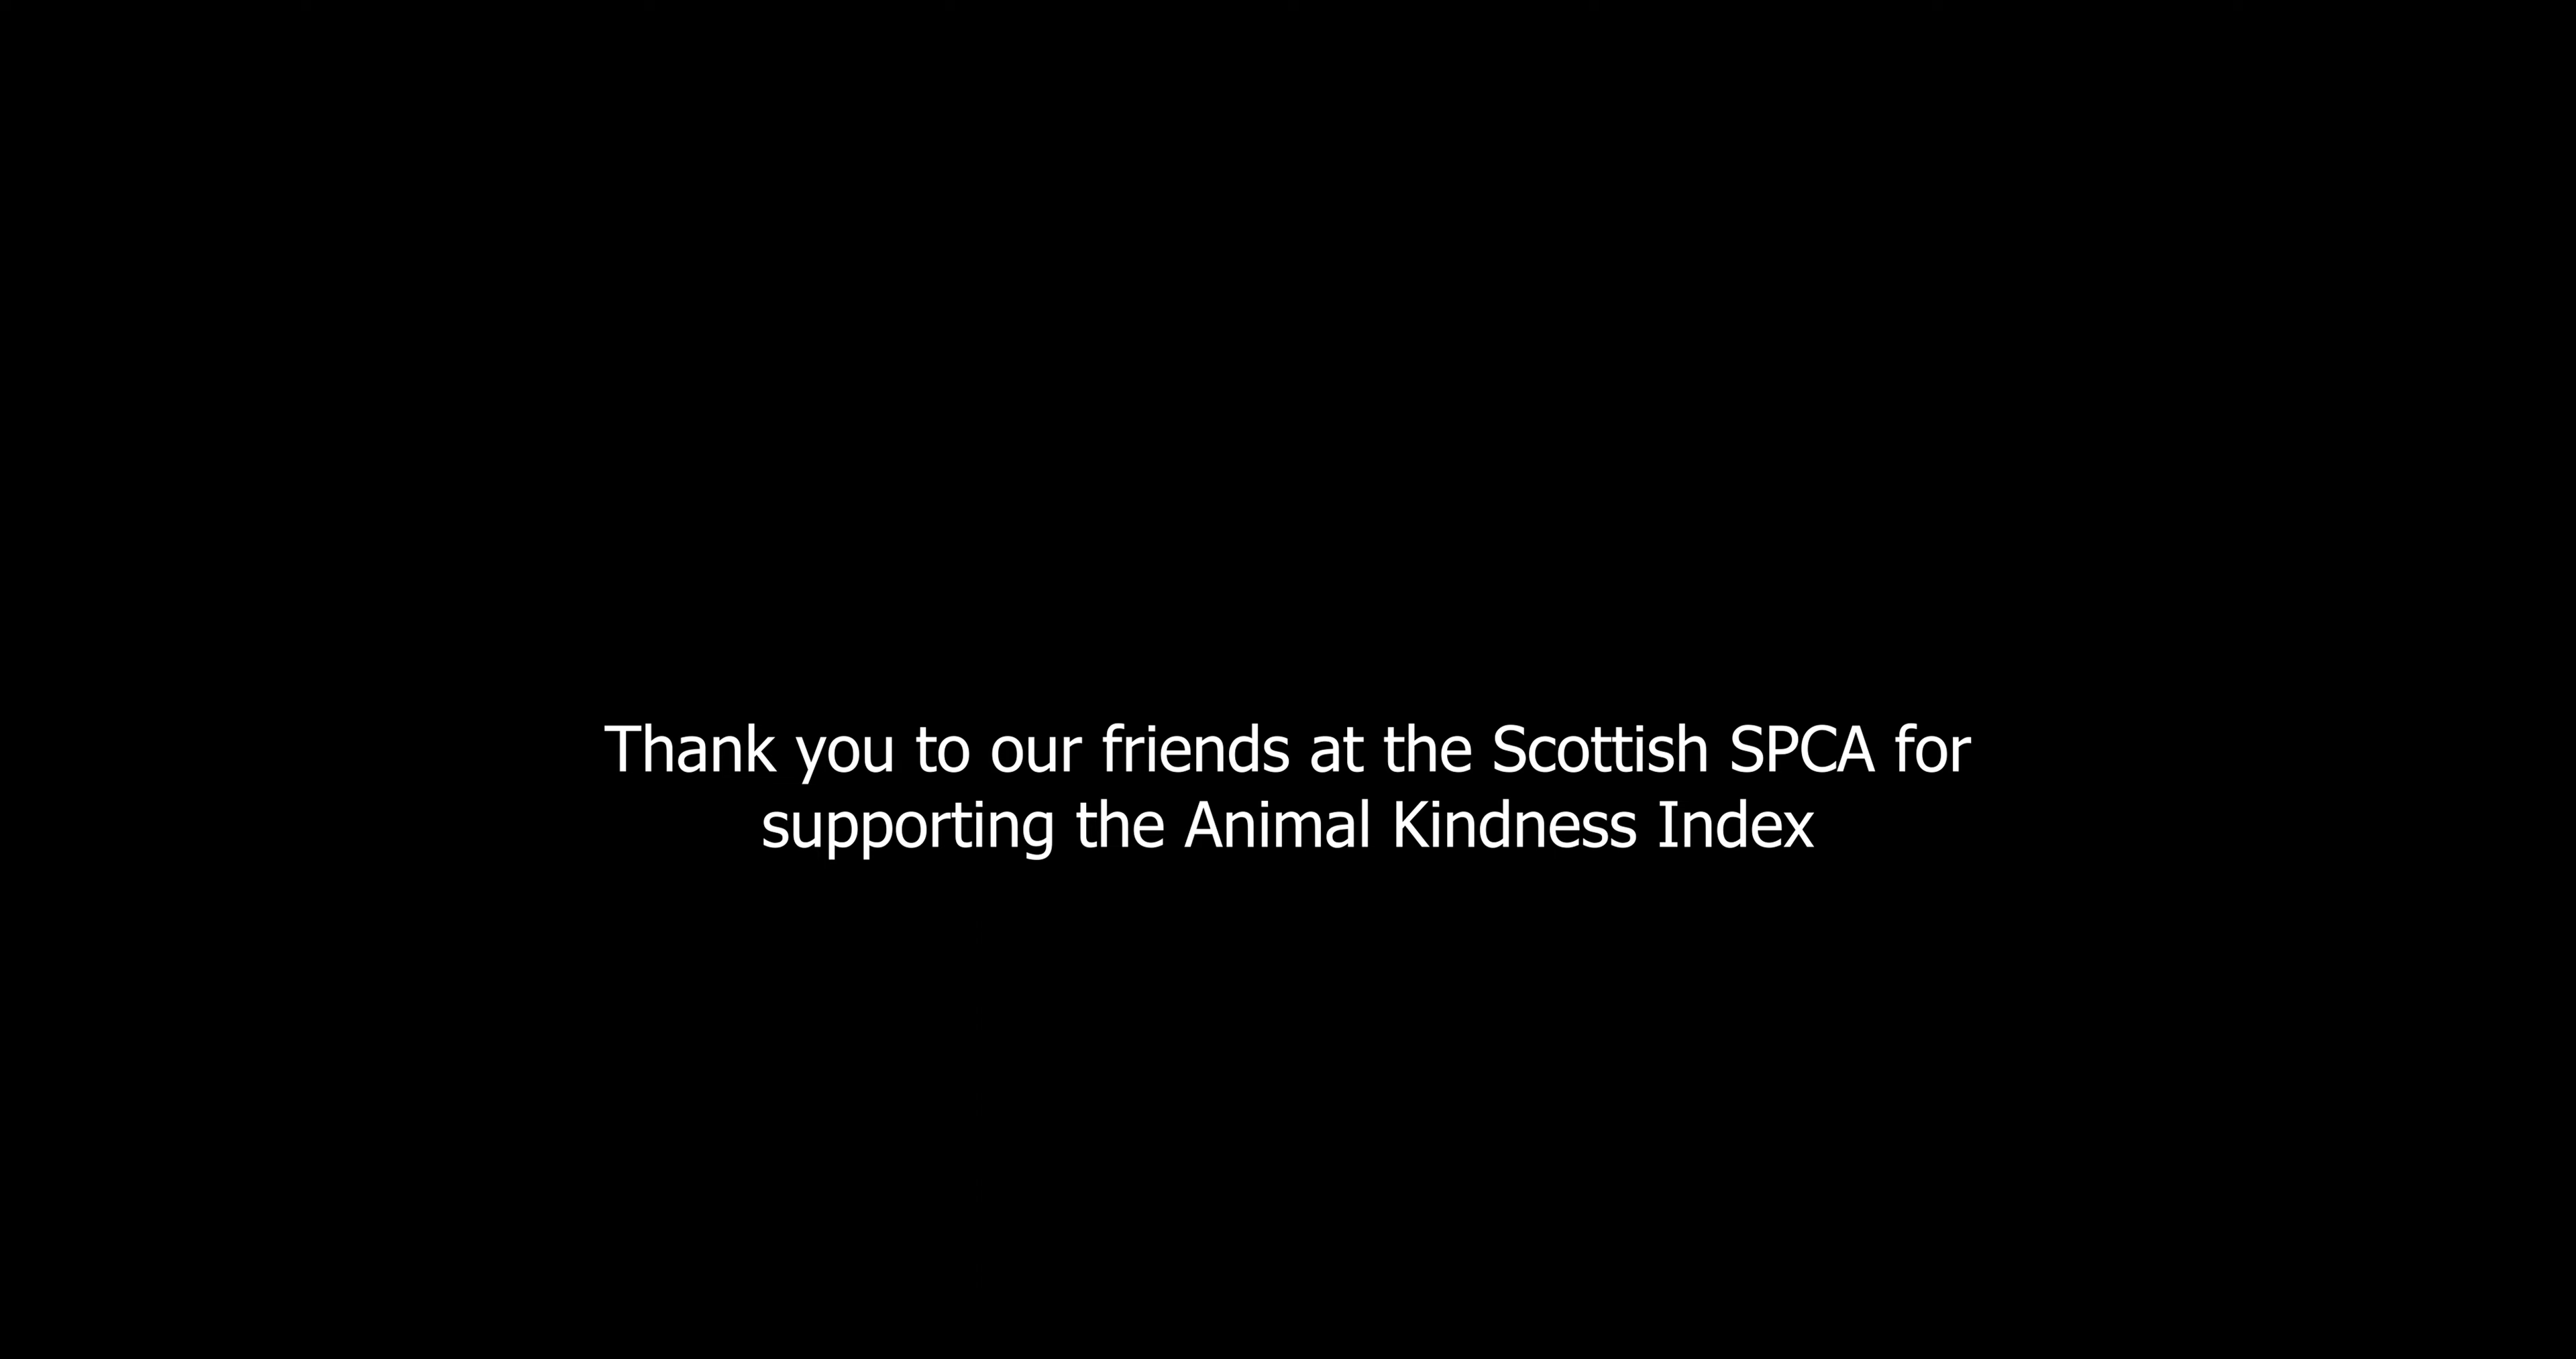 Thank you to our friends at the Scottish SPCA for
supporting the Animal Kindness Index